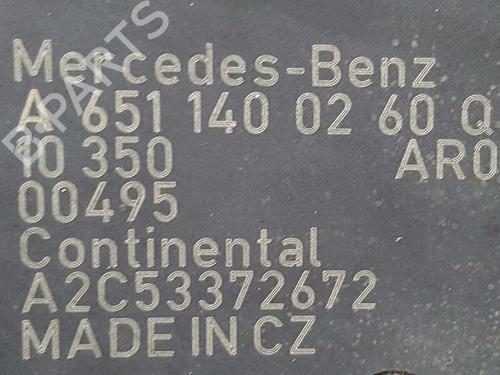 Mercedes-Benz
A 651 140 02 60 Q
10 350 AR0
00495
Continental
A2C53372672
MADE IN CZ
B-PARTS